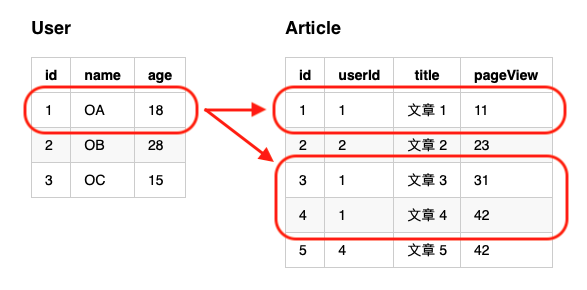 User
id name age
1 OA 18
2 OB 28
3 OC 15
Article
id userId title pageView
1 1 文章 1 11
2 2 文章 2 23
3 1 文章 3 31
4 1 文章 4 42
5 4 文章 5 42